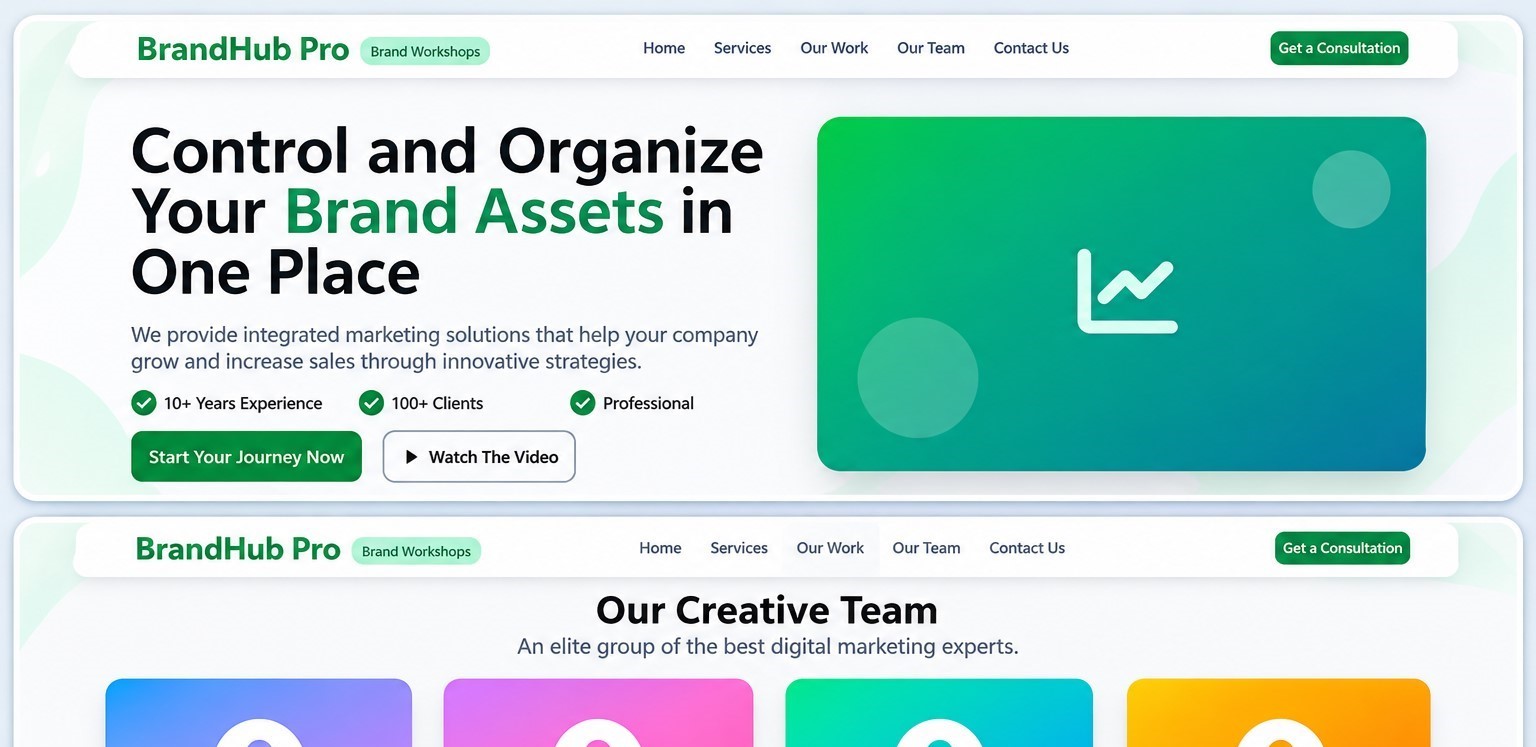 BrandHub Pro Brand Workshops Home Services Our Work Our Team Contact Us Get a Consultation
Control and Organize
Your Brand Assets in
One Place
We provide integrated marketing solutions that help your company
grow and increase sales through innovative strategies.
10+ Years Experience 100+ Clients Professional
Start Your Journey Now Watch The Video
BrandHub Pro Brand Workshops Home Services Our Work Our Team Contact Us Get a Consultation
Our Creative Team
An elite group of the best digital marketing experts.